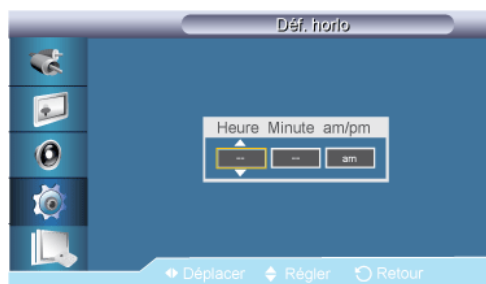 Déf. horlo
Heure Minute am/pm
-- -- am
Déplacer Régler Retour